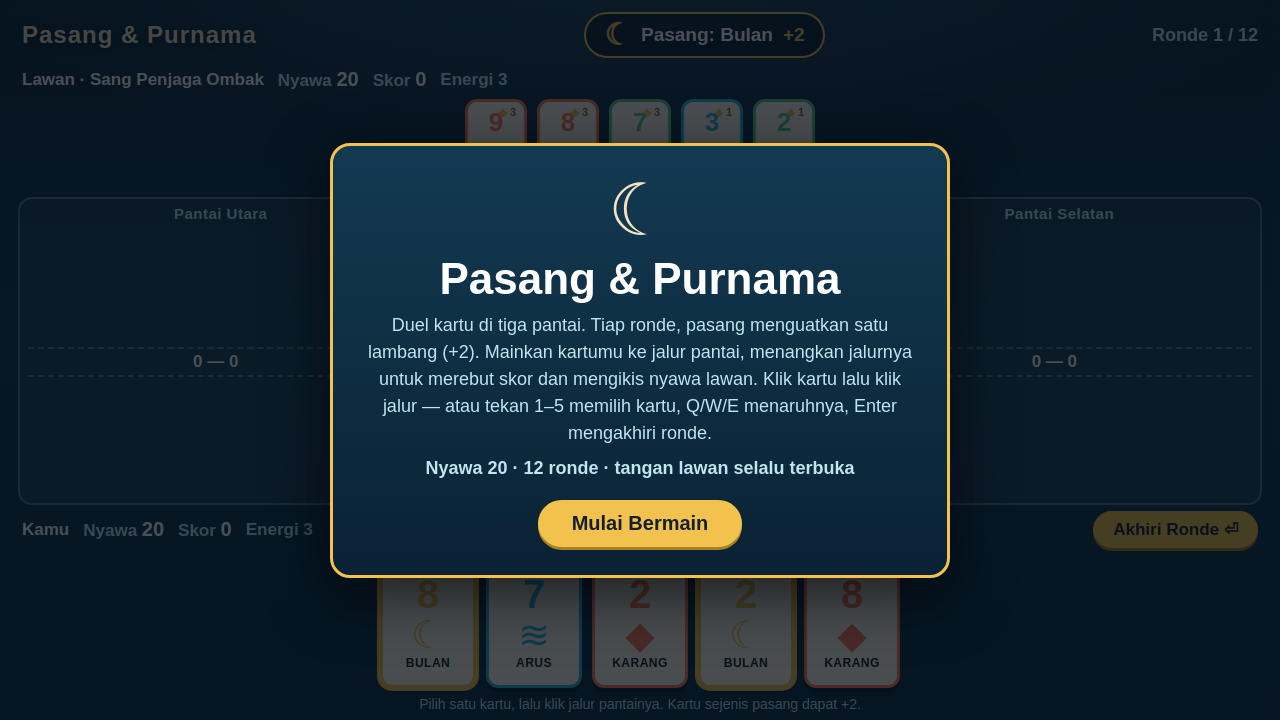 Pasang & Purnama
Pasang: Bulan +2
Ronde 1 / 12
Lawan · Sang Penjaga Ombak Nyawa 20 Skor 0 Energi 3
9 3
8 3
7 3
3 1
2 1
Pantai Utara
Pantai Selatan
0 — 0
0 — 0
Pasang & Purnama
Duel kartu di tiga pantai. Tiap ronde, pasang menguatkan satu
lambang (+2). Mainkan kartumu ke jalur pantai, menangkan jalurnya
untuk merebut skor dan mengikis nyawa lawan. Klik kartu lalu klik
jalur — atau tekan 1–5 memilih kartu, Q/W/E menaruhnya, Enter
mengakhiri ronde.
Nyawa 20 · 12 ronde · tangan lawan selalu terbuka
Mulai Bermain
Kamu Nyawa 20 Skor 0 Energi 3
Akhiri Ronde ⏎
8
BULAN
7
ARUS
2
KARANG
2
BULAN
8
KARANG
Pilih satu kartu, lalu klik jalur pantainya. Kartu sejenis pasang dapat +2.